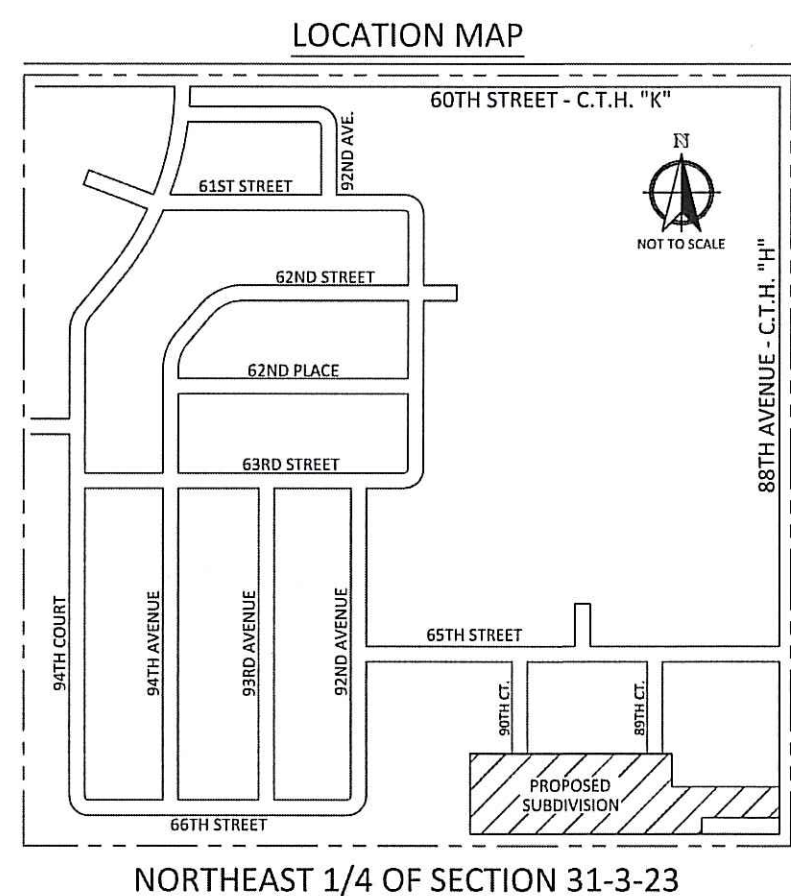 LOCATION MAP
60TH STREET - C.T.H. "K"
92ND AVE.
61ST STREET
N
NOT TO SCALE
62ND STREET
88TH AVENUE - C.T.H. "H"
62ND PLACE
63RD STREET
94TH COURT
94TH AVENUE
93RD AVENUE
92ND AVENUE
65TH STREET
90TH CT.
89TH CT.
PROPOSED
SUBDIVISION
66TH STREET
NORTHEAST 1/4 OF SECTION 31-3-23